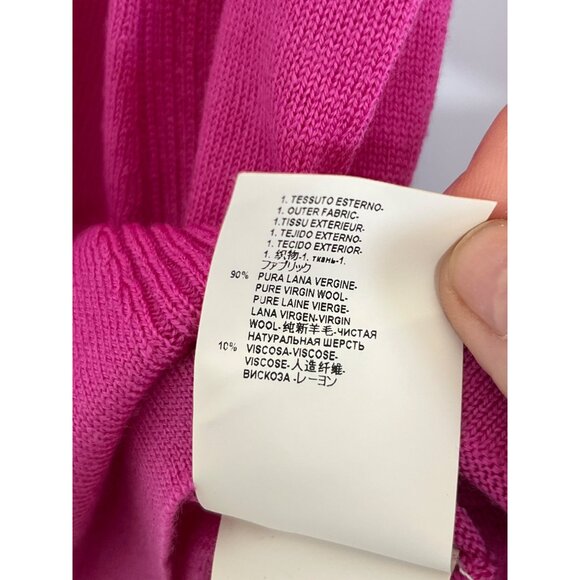 1. TESSUTO ESTERNO-
1. OUTER FABRIC-
1.TISSU EXTERIEUR-
1. TEJIDO EXTERNO-
1. TECIDO EXTERIOR-
1. 织物-1. ткань-1.
ファブリック
90% PURA LANA VERGINE-
PURE VIRGIN WOOL-
PURE LAINE VIERGE-
LANA VIRGEN-VIRGIN
WOOL-纯新羊毛-ЧИСТАЯ
НАТУРАЛЬНАЯ ШЕРСТЬ
10% VISCOSA-VISCOSE-
VISCOSE-人造纤维-
ВИСКОЗА-レーヨン